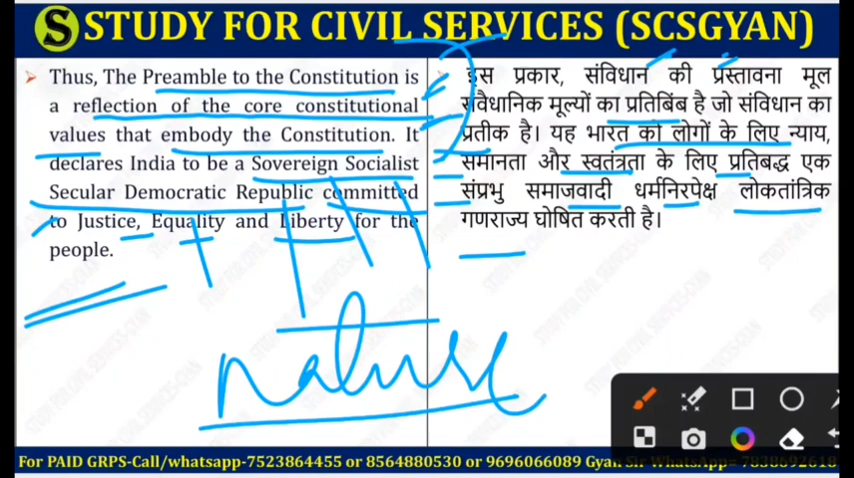 S STUDY FOR CIVIL SERVICES (SCSGYAN)
Thus, The Preamble to the Constitution is
a reflection of the core constitutional
values that embody the Constitution. It
declares India to be a Sovereign Socialist
Secular Democratic Republic committed
to Justice, Equality and Liberty for the
people.
इस प्रकार, संविधान की प्रस्तावना मूल
संवैधानिक मूल्यों का प्रतिबिंब है जो संविधान का
प्रतीक है। यह भारत को लोगों के लिए न्याय,
समानता और स्वतंत्रता के लिए प्रतिबद्ध एक
संप्रभु समाजवादी धर्मनिरपेक्ष लोकतांत्रिक
गणराज्य घोषित करती है।
nature
For PAID GRPS-Call/whatsapp-7523864455 or 8564880530 or 9696066089 Gyan Sir WhatsApp= 7838692618